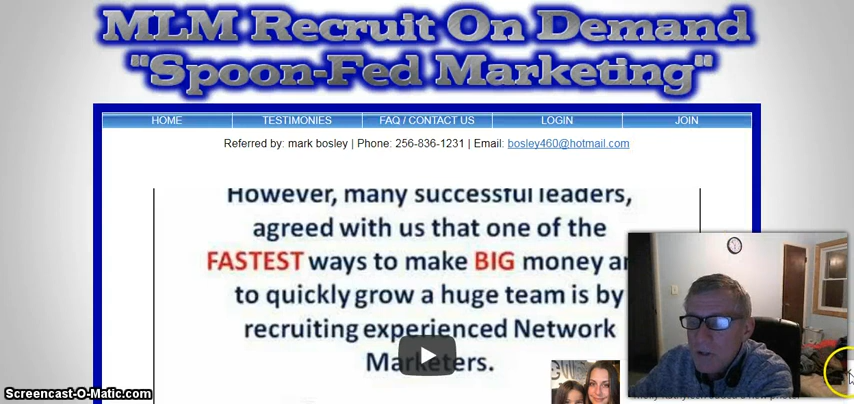 MLM Recruit On Demand
"Spoon-Fed Marketing"
HOME
TESTIMONIES
FAQ / CONTACT US
LOGIN
JOIN
Referred by: mark bosley | Phone: 256-836-1231 | Email: bosley460@hotmail.com
However, many successful leaders,
agreed with us that one of the
FASTEST ways to make BIG money
to quickly grow a huge team is by
recruiting experienced Network
Marketers.
Screencast-O-Matic.com